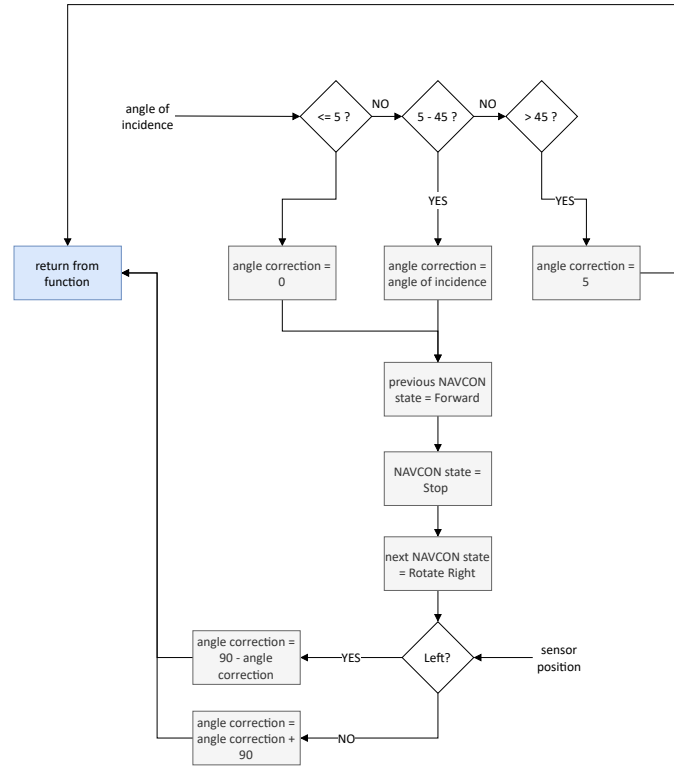 angle of
incidence
<= 5 ?
NO
5 - 45 ?
NO
> 45 ?
YES
YES
return from
function
angle correction =
0
angle correction =
angle of incidence
angle correction =
5
previous NAVCON
state = Forward
NAVCON state =
Stop
next NAVCON state
= Rotate Right
angle correction =
90 - angle
correction
YES
Left?
sensor
position
angle correction =
angle correction +
90
NO